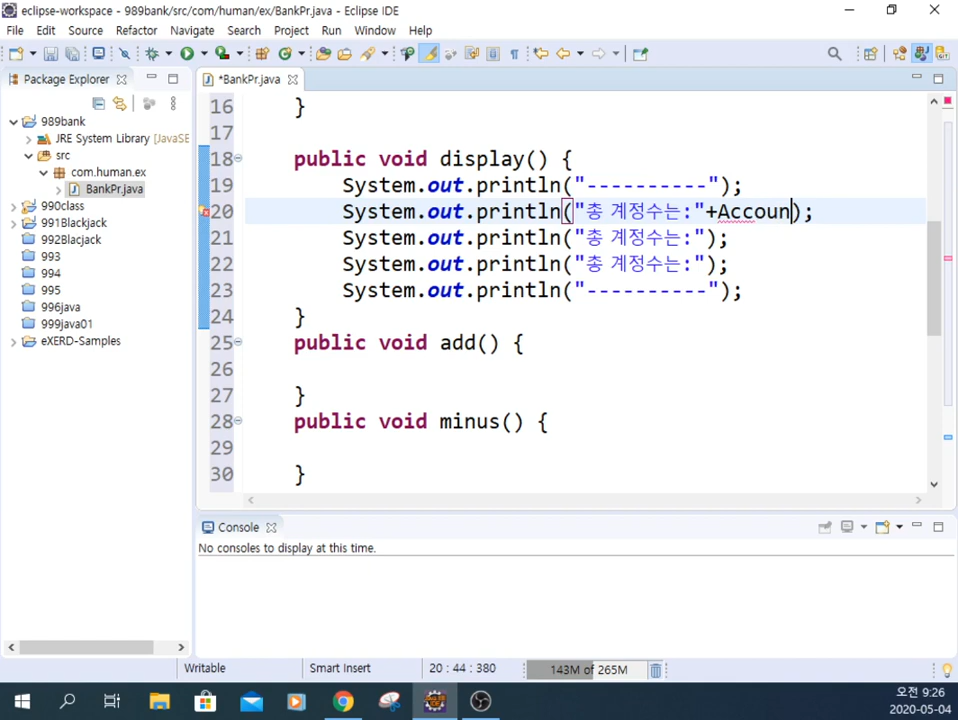 eclipse-workspace - 989bank/src/com/human/ex/BankPr.java - Eclipse IDE
File Edit Source Refactor Navigate Search Project Run Window Help
Package Explorer
*BankPr.java
989bank
JRE System Library [JavaSE
src
com.human.ex
BankPr.java
990class
991Blackjack
992Blacjack
993
994
995
996java
999java01
eXERD-Samples
16 }
17
18 public void display() {
19 System.out.println("----------");
20 System.out.println("총 계정수는:"+Accoun);
21 System.out.println("총 계정수는:");
22 System.out.println("총 계정수는:");
23 System.out.println("----------");
24 }
25 public void add() {
26
27 }
28 public void minus() {
29
30 }
Console
No consoles to display at this time.
Writable Smart Insert 20 : 44 : 380 143M of 265M
오전 9:26
2020-05-04